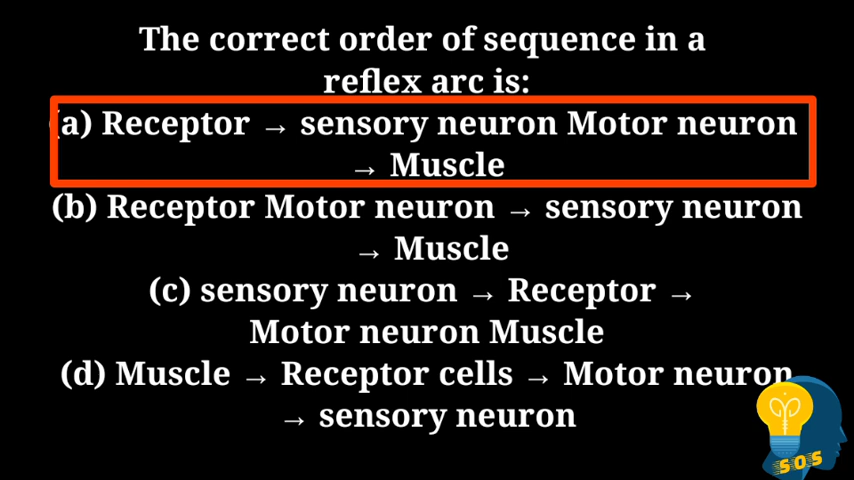 The correct order of sequence in a
reflex arc is:
(a) Receptor → sensory neuron Motor neuron
→ Muscle
(b) Receptor Motor neuron → sensory neuron
→ Muscle
(c) sensory neuron → Receptor →
Motor neuron Muscle
(d) Muscle → Receptor cells → Motor neuron
→ sensory neuron
SOS